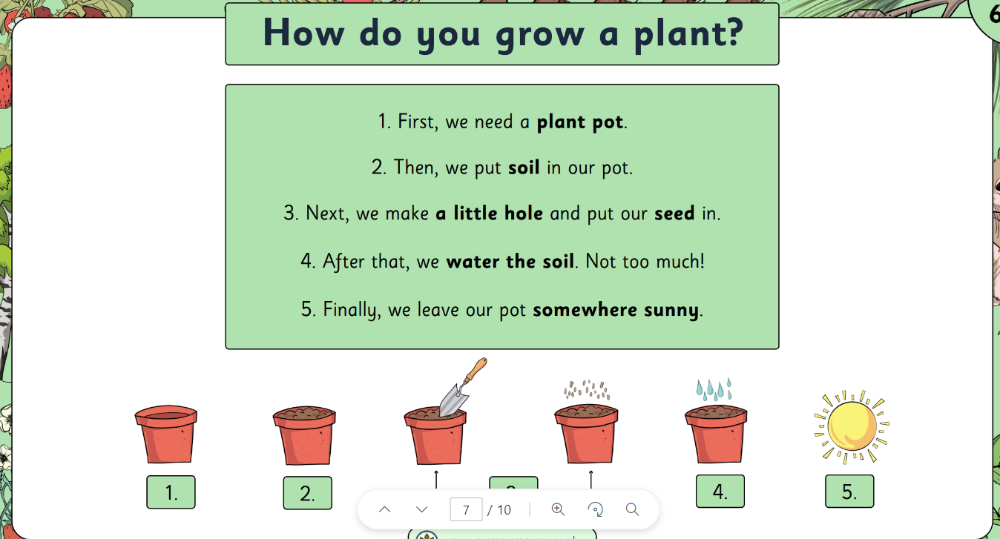 6
How do you grow a plant?
1. First, we need a plant pot.
2. Then, we put soil in our pot.
3. Next, we make a little hole and put our seed in.
4. After that, we water the soil. Not too much!
5. Finally, we leave our pot somewhere sunny.
1.
2.
4.
5.
7 / 10